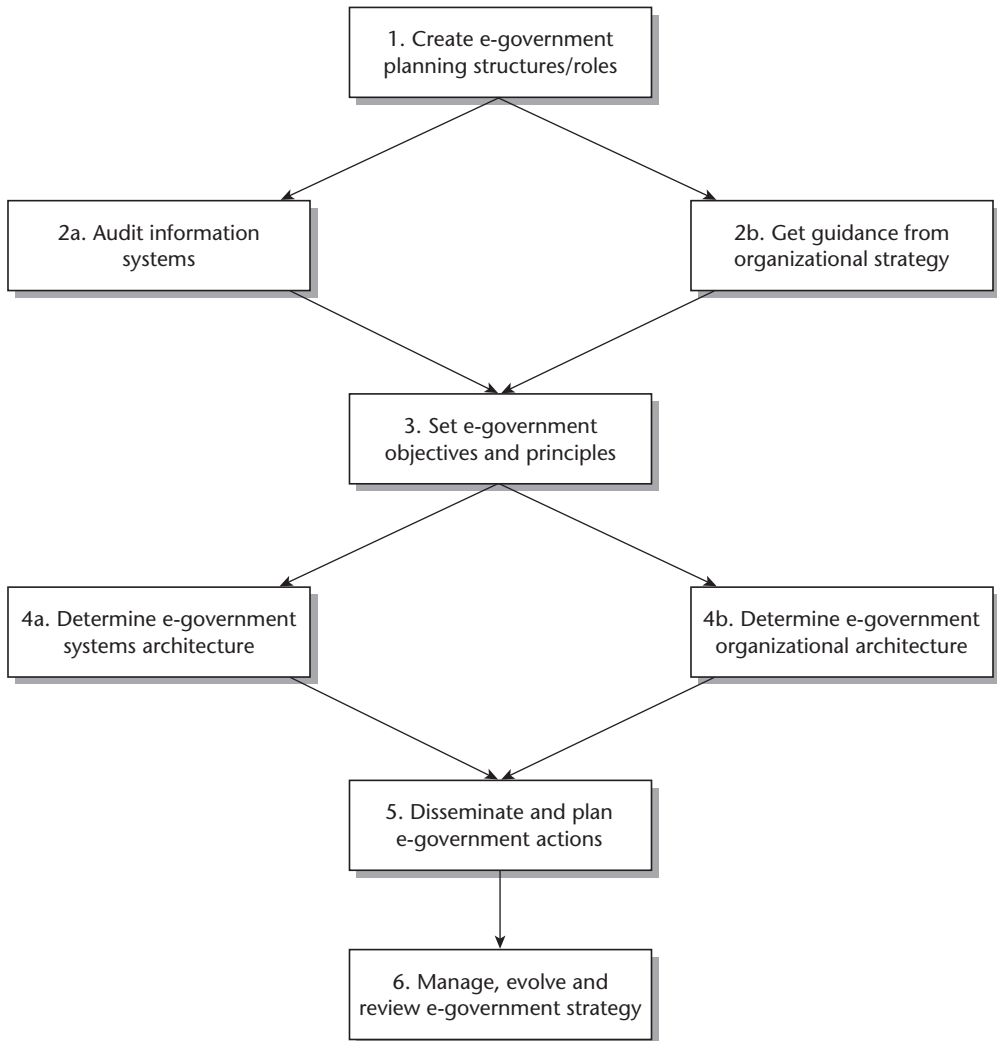 1. Create e-government
planning structures/roles
2a. Audit information
systems
2b. Get guidance from
organizational strategy
3. Set e-government
objectives and principles
4a. Determine e-government
systems architecture
4b. Determine e-government
organizational architecture
5. Disseminate and plan
e-government actions
6. Manage, evolve and
review e-government strategy